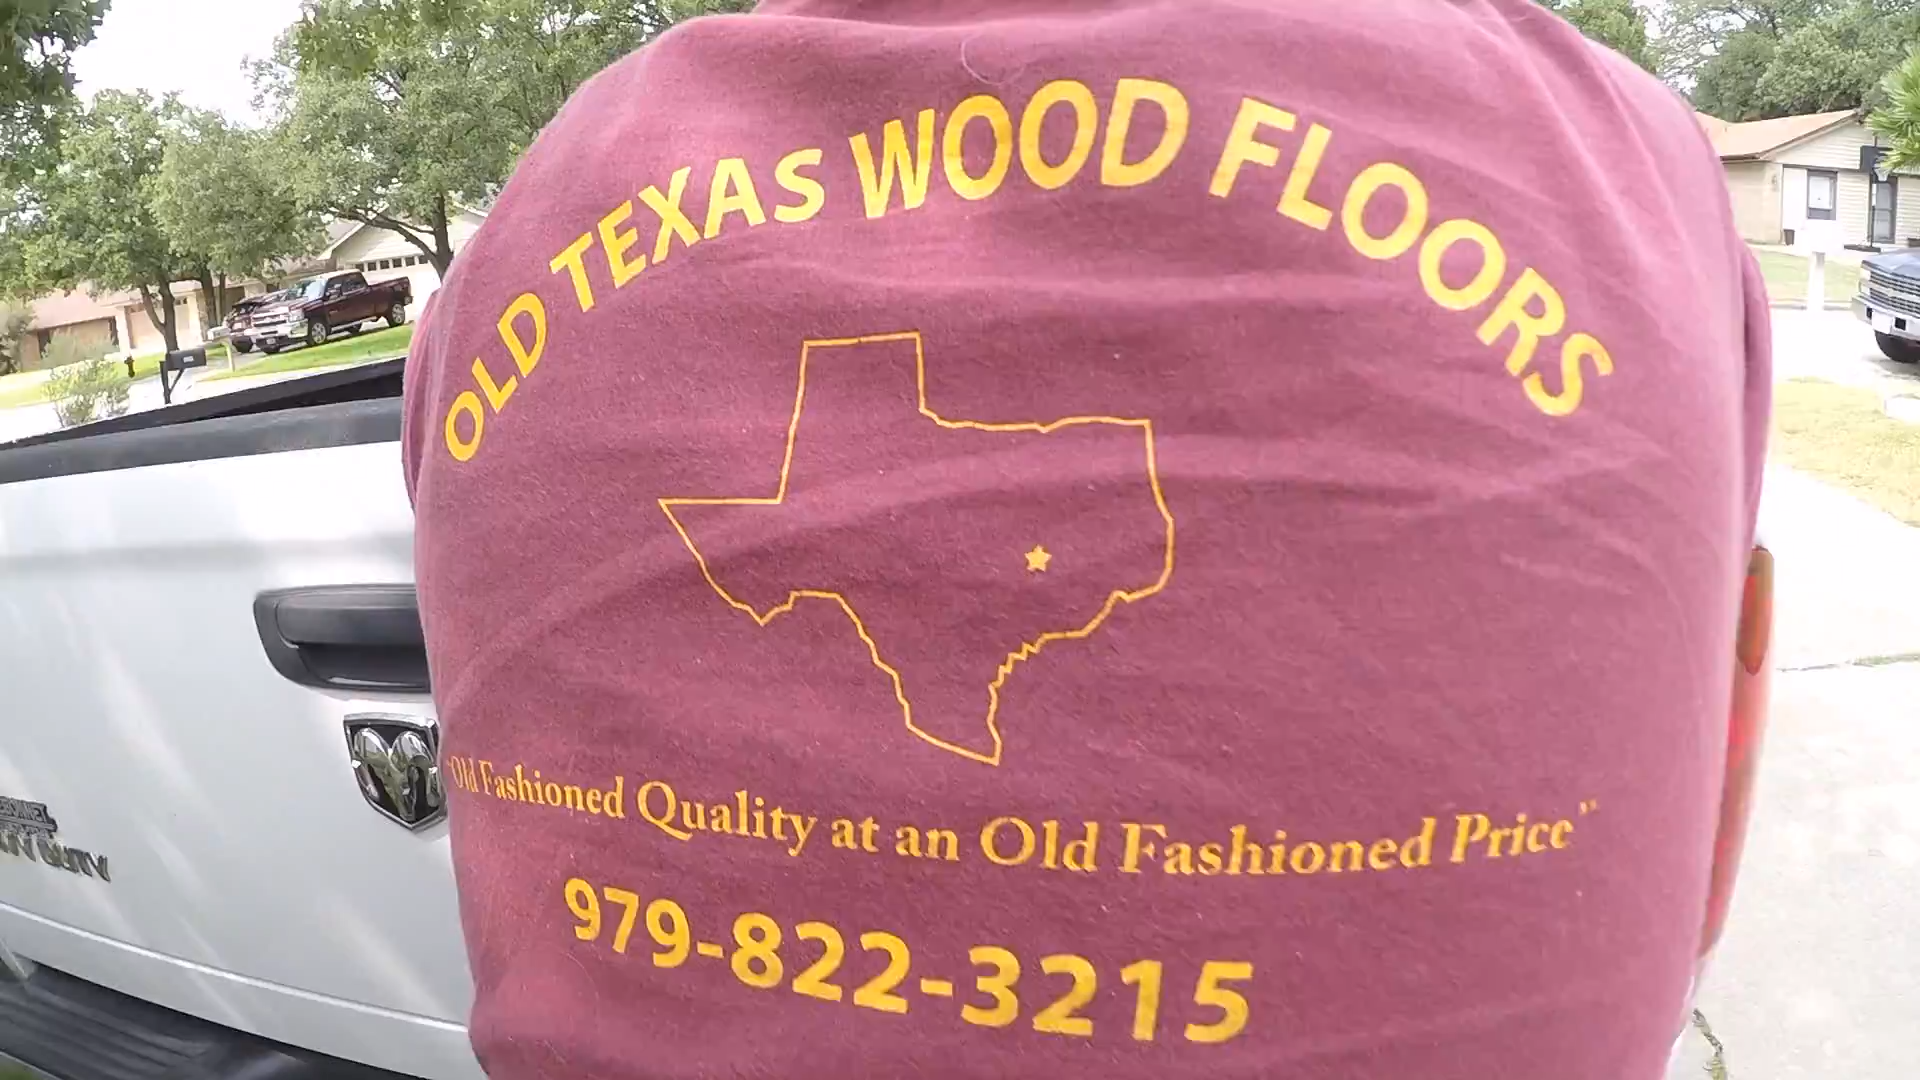 OLD TEXAS WOOD FLOORS
"Old Fashioned Quality at an Old Fashioned Price"
979-822-3215